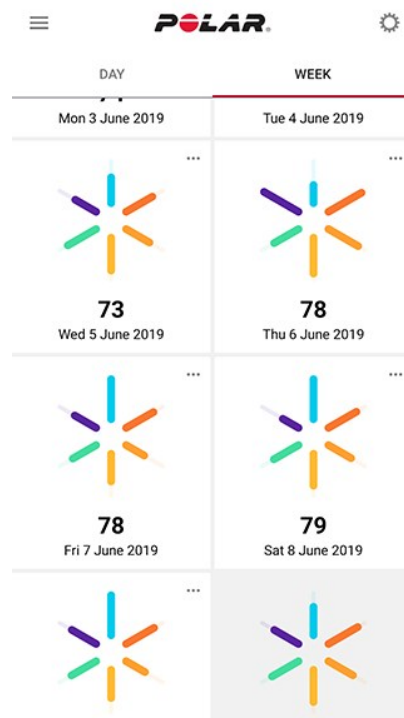 POLAR.
DAY WEEK
Mon 3 June 2019 Tue 4 June 2019
73 78
Wed 5 June 2019 Thu 6 June 2019
78 79
Fri 7 June 2019 Sat 8 June 2019